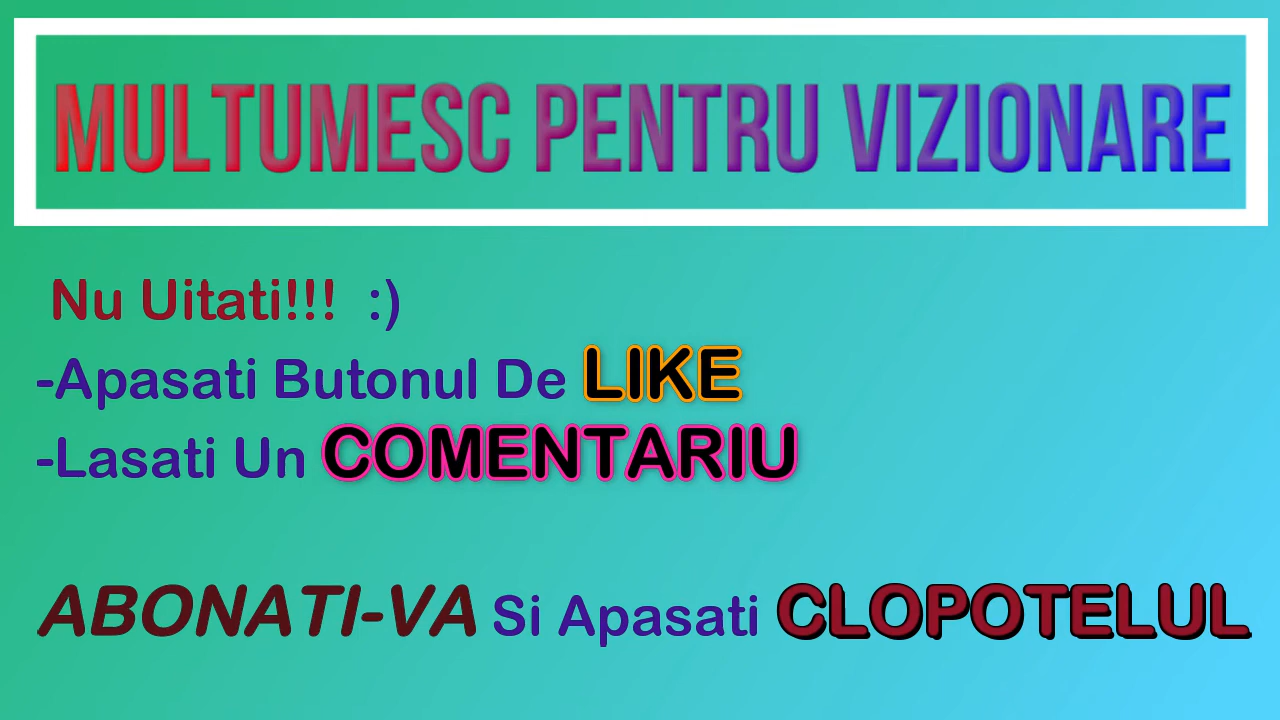 MULTUMESC PENTRU VIZIONARE
Nu Uitati!!! :)
-Apasati Butonul De LIKE
-Lasati Un COMENTARIU
ABONATI-VA Si Apasati CLOPOTELUL